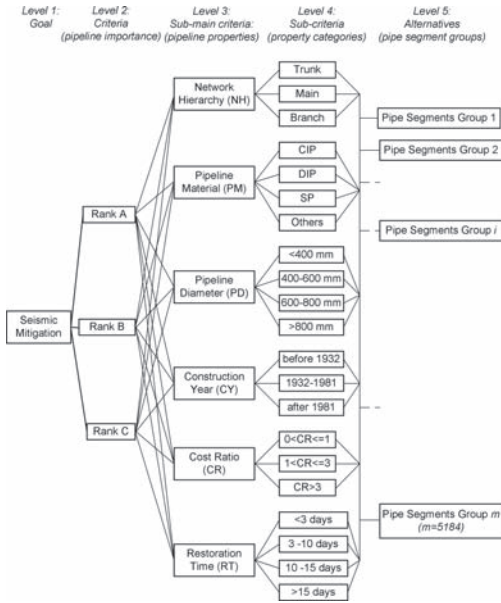 Level 1:
Goal
Level 2:
Criteria
(pipeline importance)
Level 3:
Sub-main criteria:
(pipeline properties)
Level 4:
Sub-criteria
(property categories)
Level 5:
Alternatives
(pipe segment groups)
Seismic
Mitigation
Rank A
Rank B
Rank C
Network
Hierarchy (NH)
Pipeline
Material (PM)
Pipeline
Diameter (PD)
Construction
Year (CY)
Cost Ratio
(CR)
Restoration
Time (RT)
Trunk
Main
Branch
CIP
DIP
SP
Others
<400 mm
400-600 mm
600-800 mm
>800 mm
before 1932
1932-1981
after 1981
0<CR<=1
1<CR<=3
CR>3
<3 days
3 -10 days
10 -15 days
>15 days
Pipe Segments Group 1
Pipe Segments Group 2
Pipe Segments Group i
Pipe Segments Group m
(m=5184)